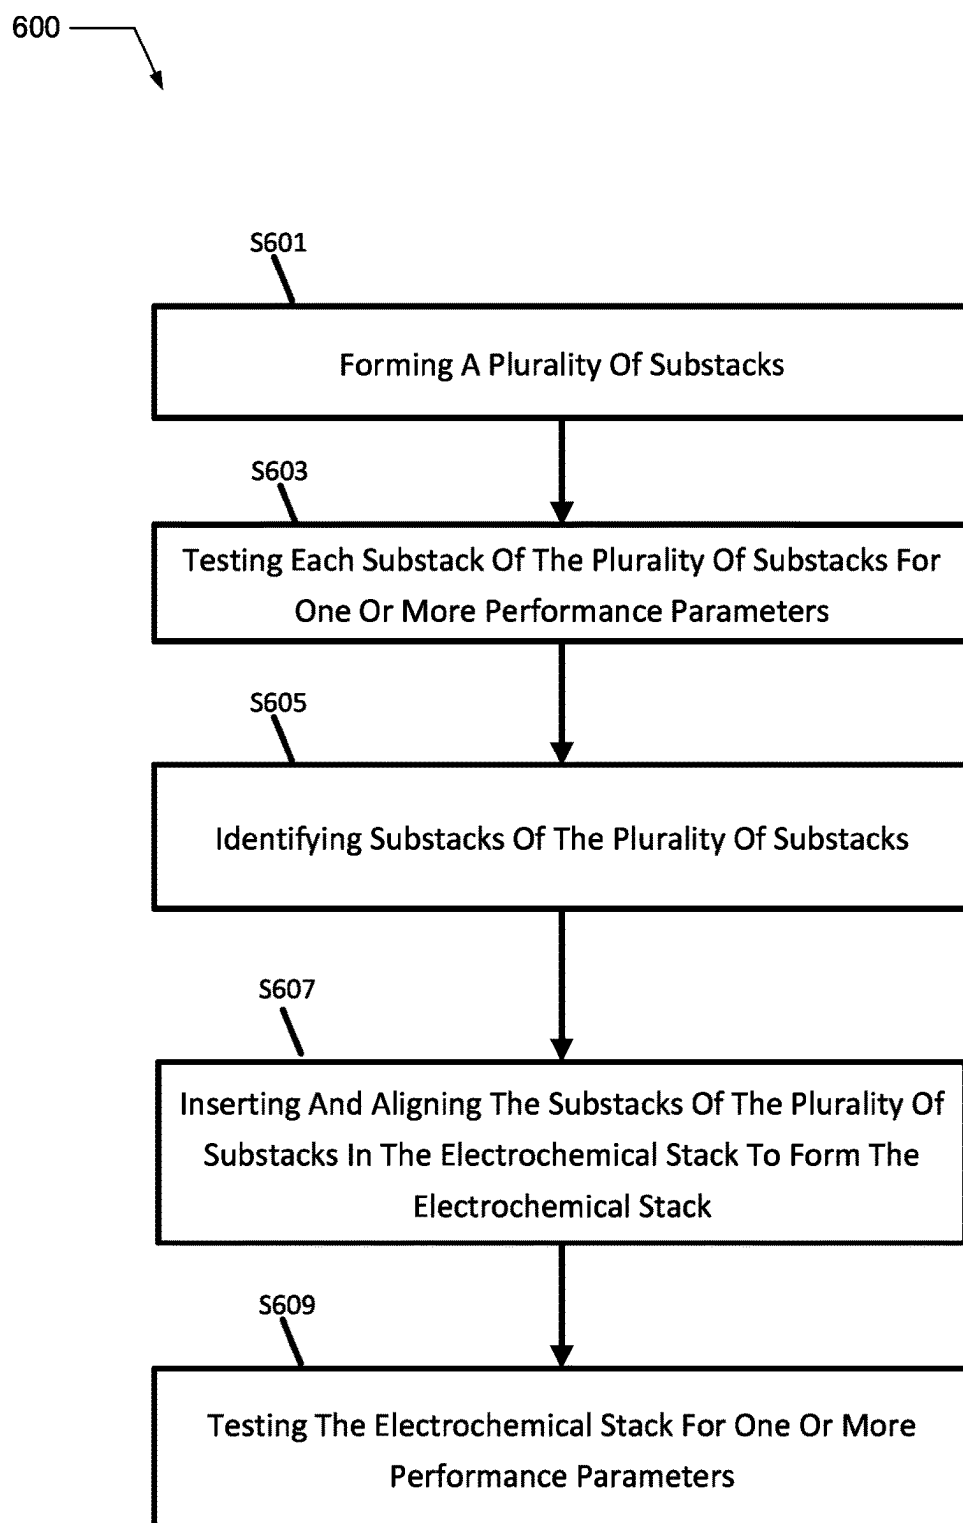 600
S601
Forming A Plurality Of Substacks
S603
Testing Each Substack Of The Plurality Of Substacks For
One Or More Performance Parameters
S605
Identifying Substacks Of The Plurality Of Substacks
S607
Inserting And Aligning The Substacks Of The Plurality Of
Substacks In The Electrochemical Stack To Form The
Electrochemical Stack
S609
Testing The Electrochemical Stack For One Or More
Performance Parameters